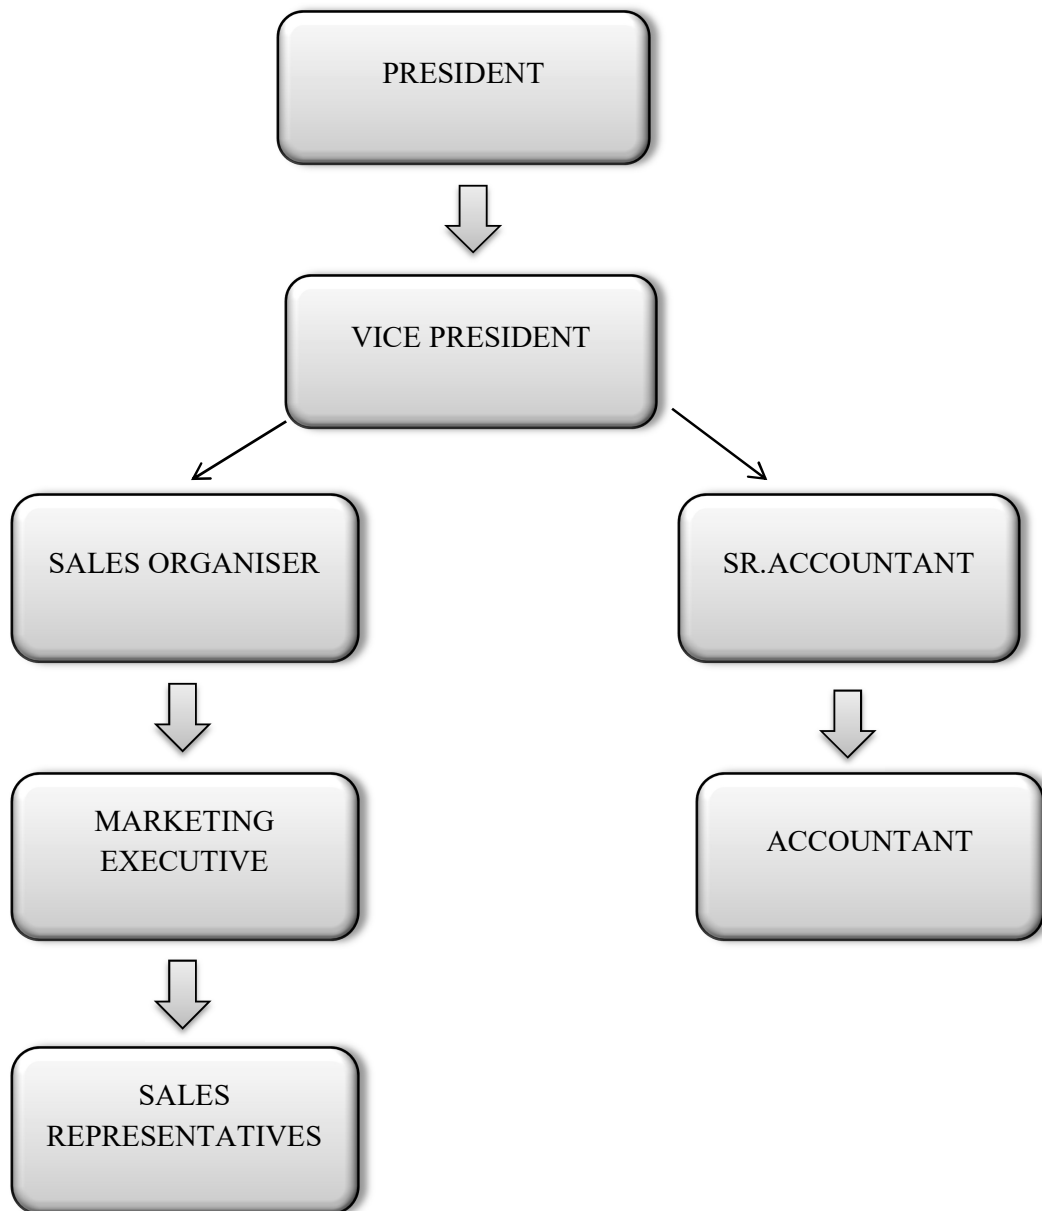 PRESIDENT
VICE PRESIDENT
SALES ORGANISER
SR.ACCOUNTANT
MARKETING
EXECUTIVE
ACCOUNTANT
SALES
REPRESENTATIVES